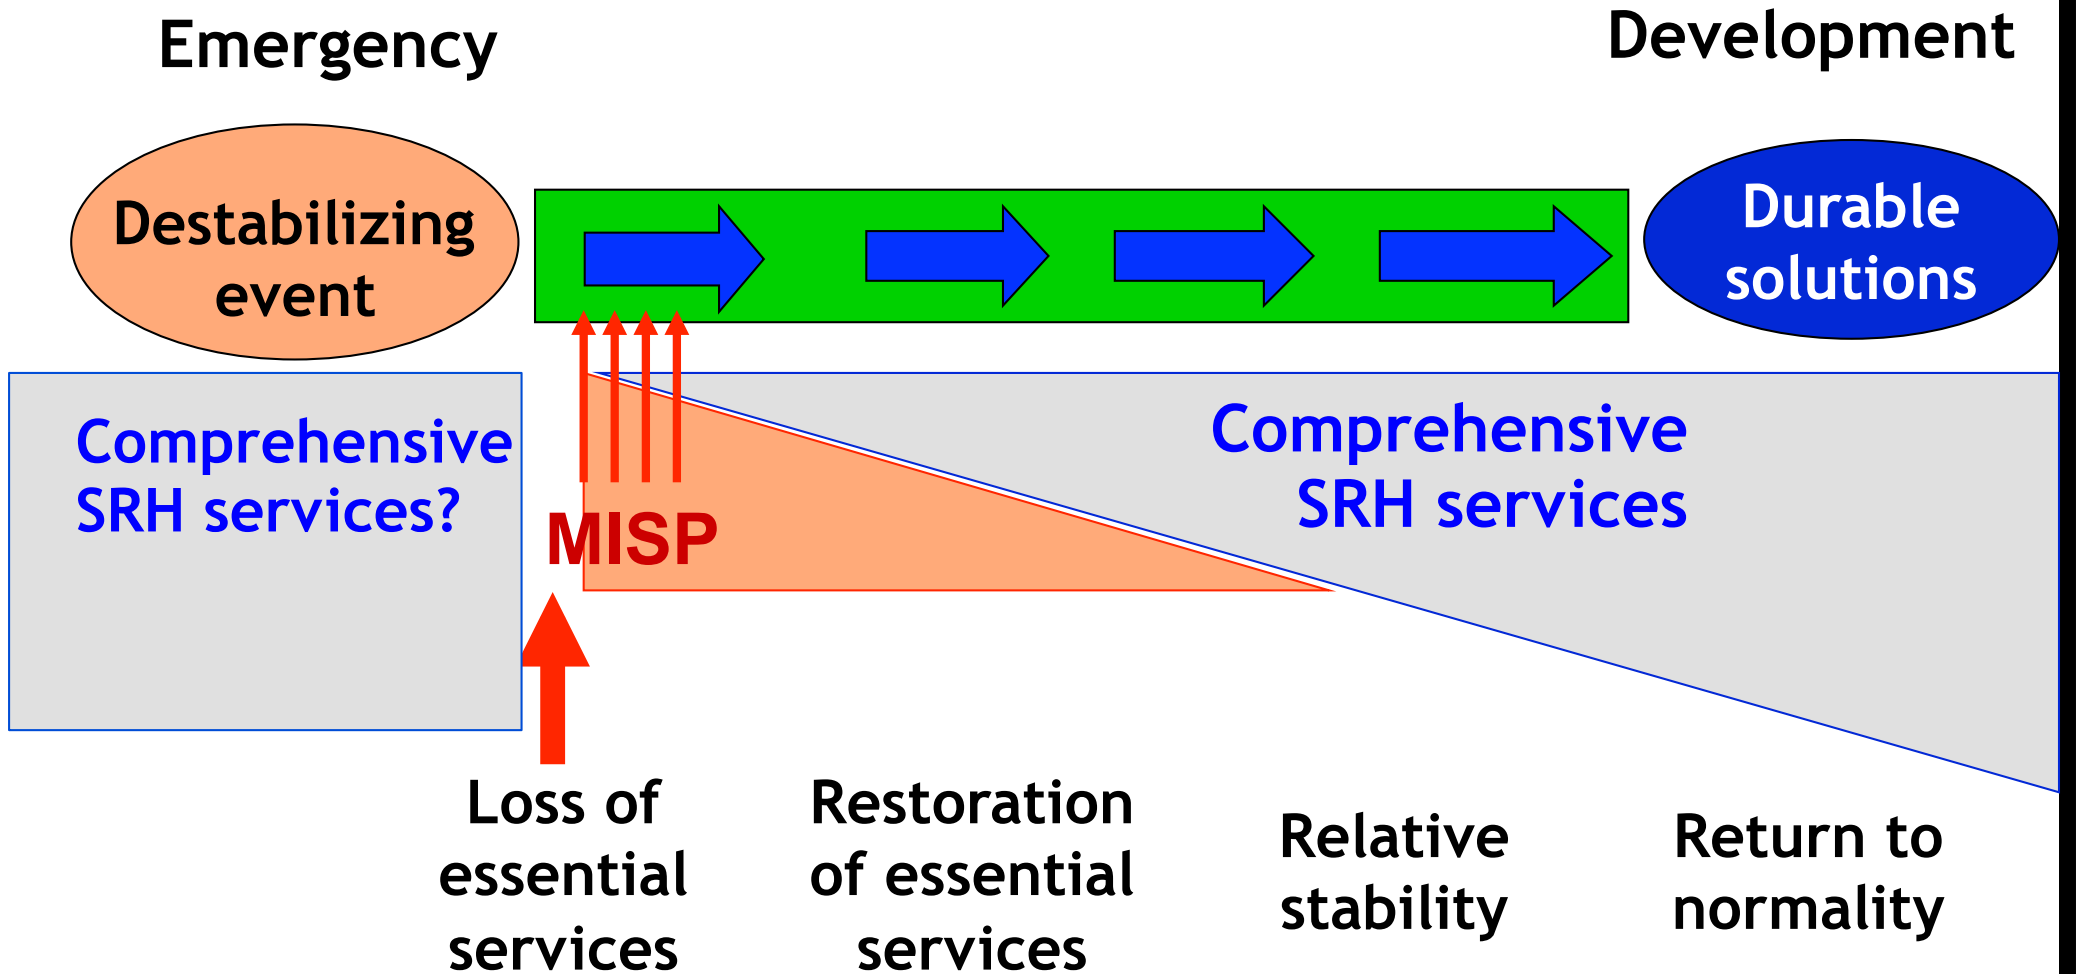 Emergency
Development
Destabilizing
event
Durable
solutions
Comprehensive
SRH services?
Comprehensive
SRH services
MISP
Loss of
essential
services
Restoration
of essential
services
Relative
stability
Return to
normality